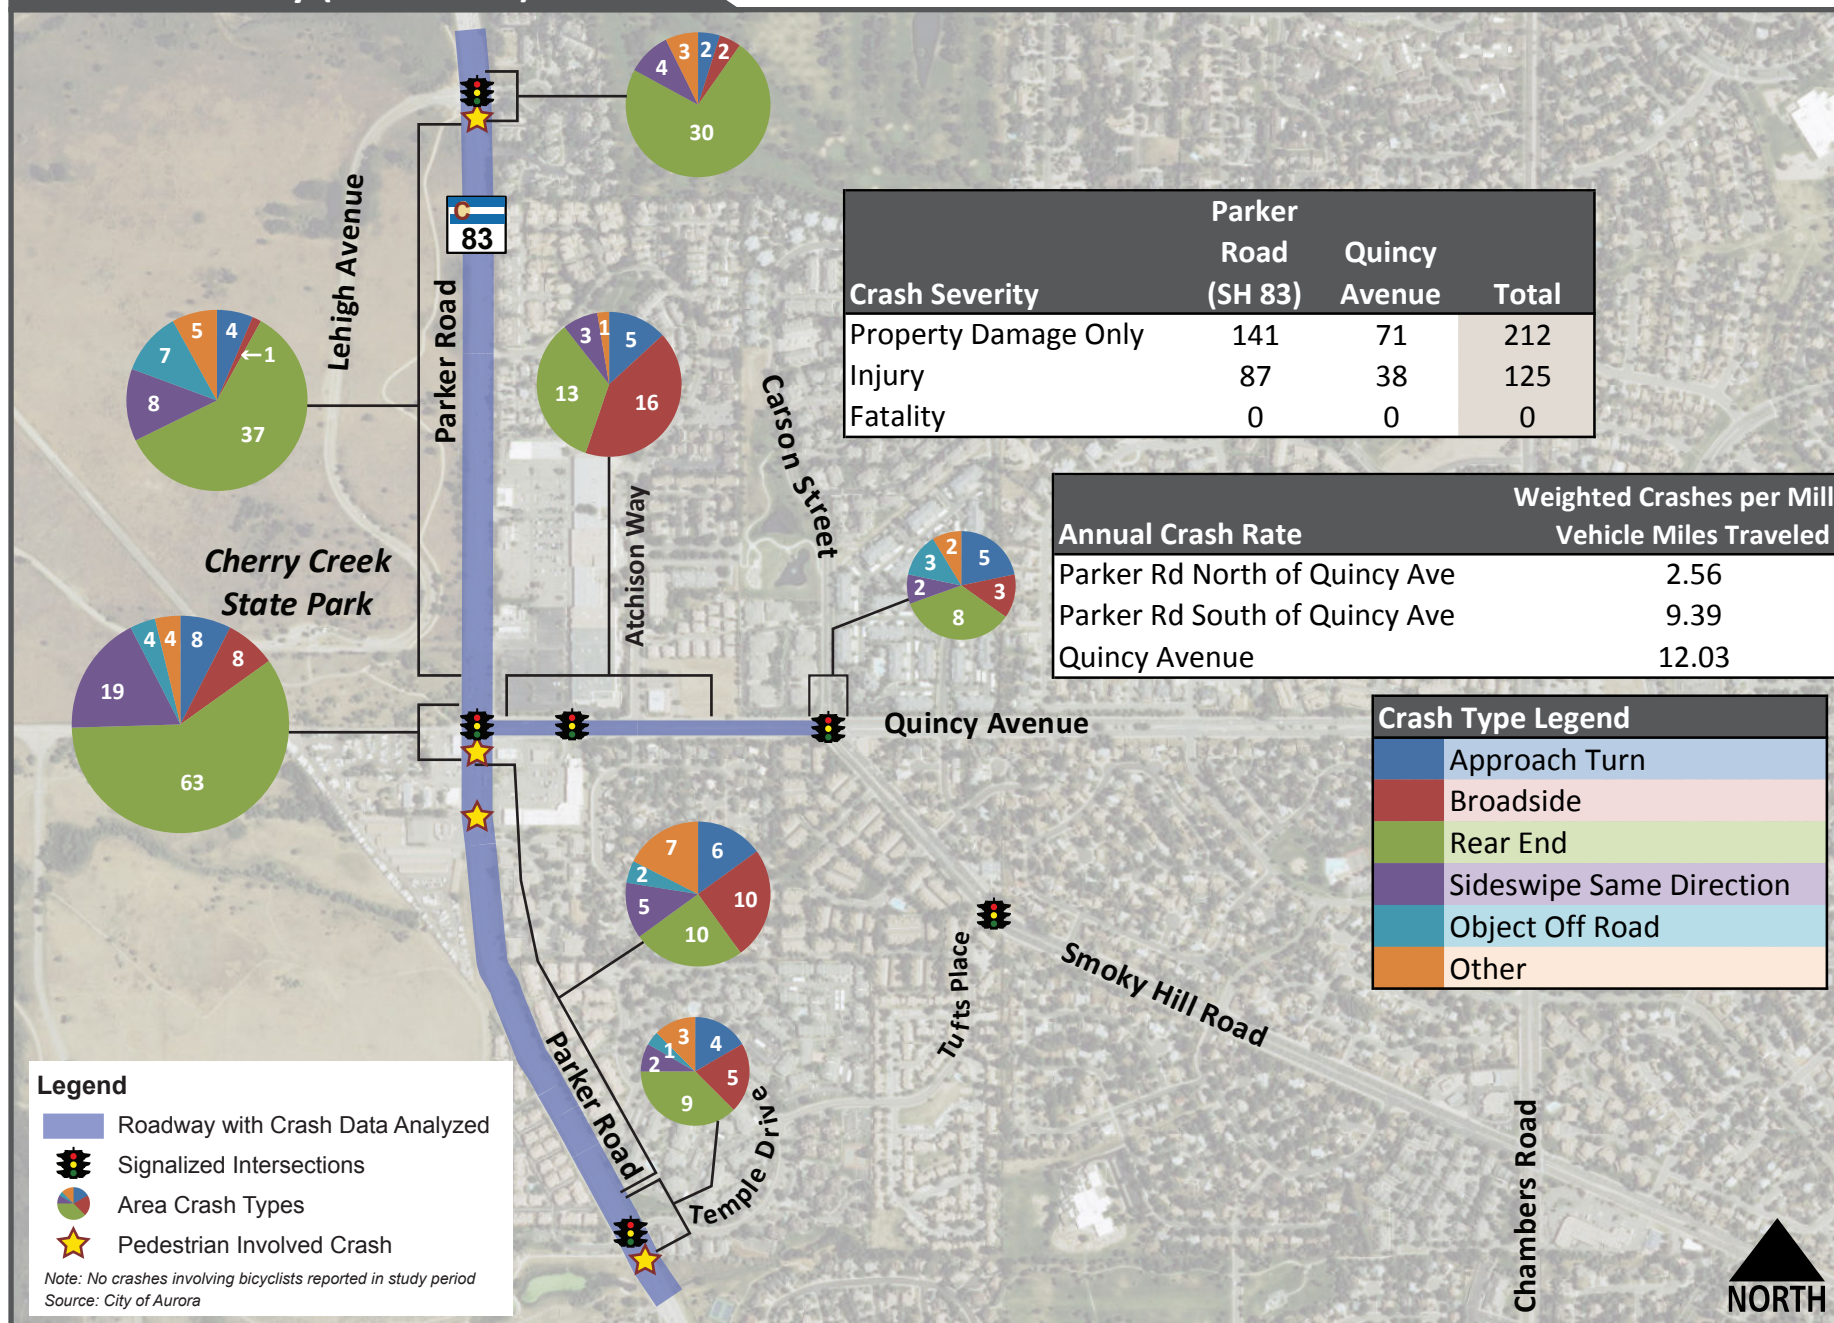 3
2
2
4
30
C
83
Lehigh Avenue
Parker Road
Parker
Road
Quincy
Crash Severity
(SH 83)
Avenue
Total
Property Damage Only
141
71
212
Injury
87
38
125
Fatality
0
0
0
5
4
←1
7
8
37
3
1
5
13
16
Carson Street
Atchison Way
Weighted Crashes per Mill
Annual Crash Rate
Vehicle Miles Traveled
Parker Rd North of Quincy Ave
2.56
Parker Rd South of Quincy Ave
9.39
Quincy Avenue
12.03
2
5
3
2
3
8
Cherry Creek
State Park
4
4
8
8
19
63
Quincy Avenue
Crash Type Legend
Approach Turn
Broadside
Rear End
Sideswipe Same Direction
Object Off Road
Other
7
6
2
5
10
10
Tufts Place
Smoky Hill Road
3
4
1
2
5
9
Parker Road
Temple Drive
Chambers Road
Legend
Roadway with Crash Data Analyzed
Signalized Intersections
Area Crash Types
Pedestrian Involved Crash
Note: No crashes involving bicyclists reported in study period
Source: City of Aurora
NORTH